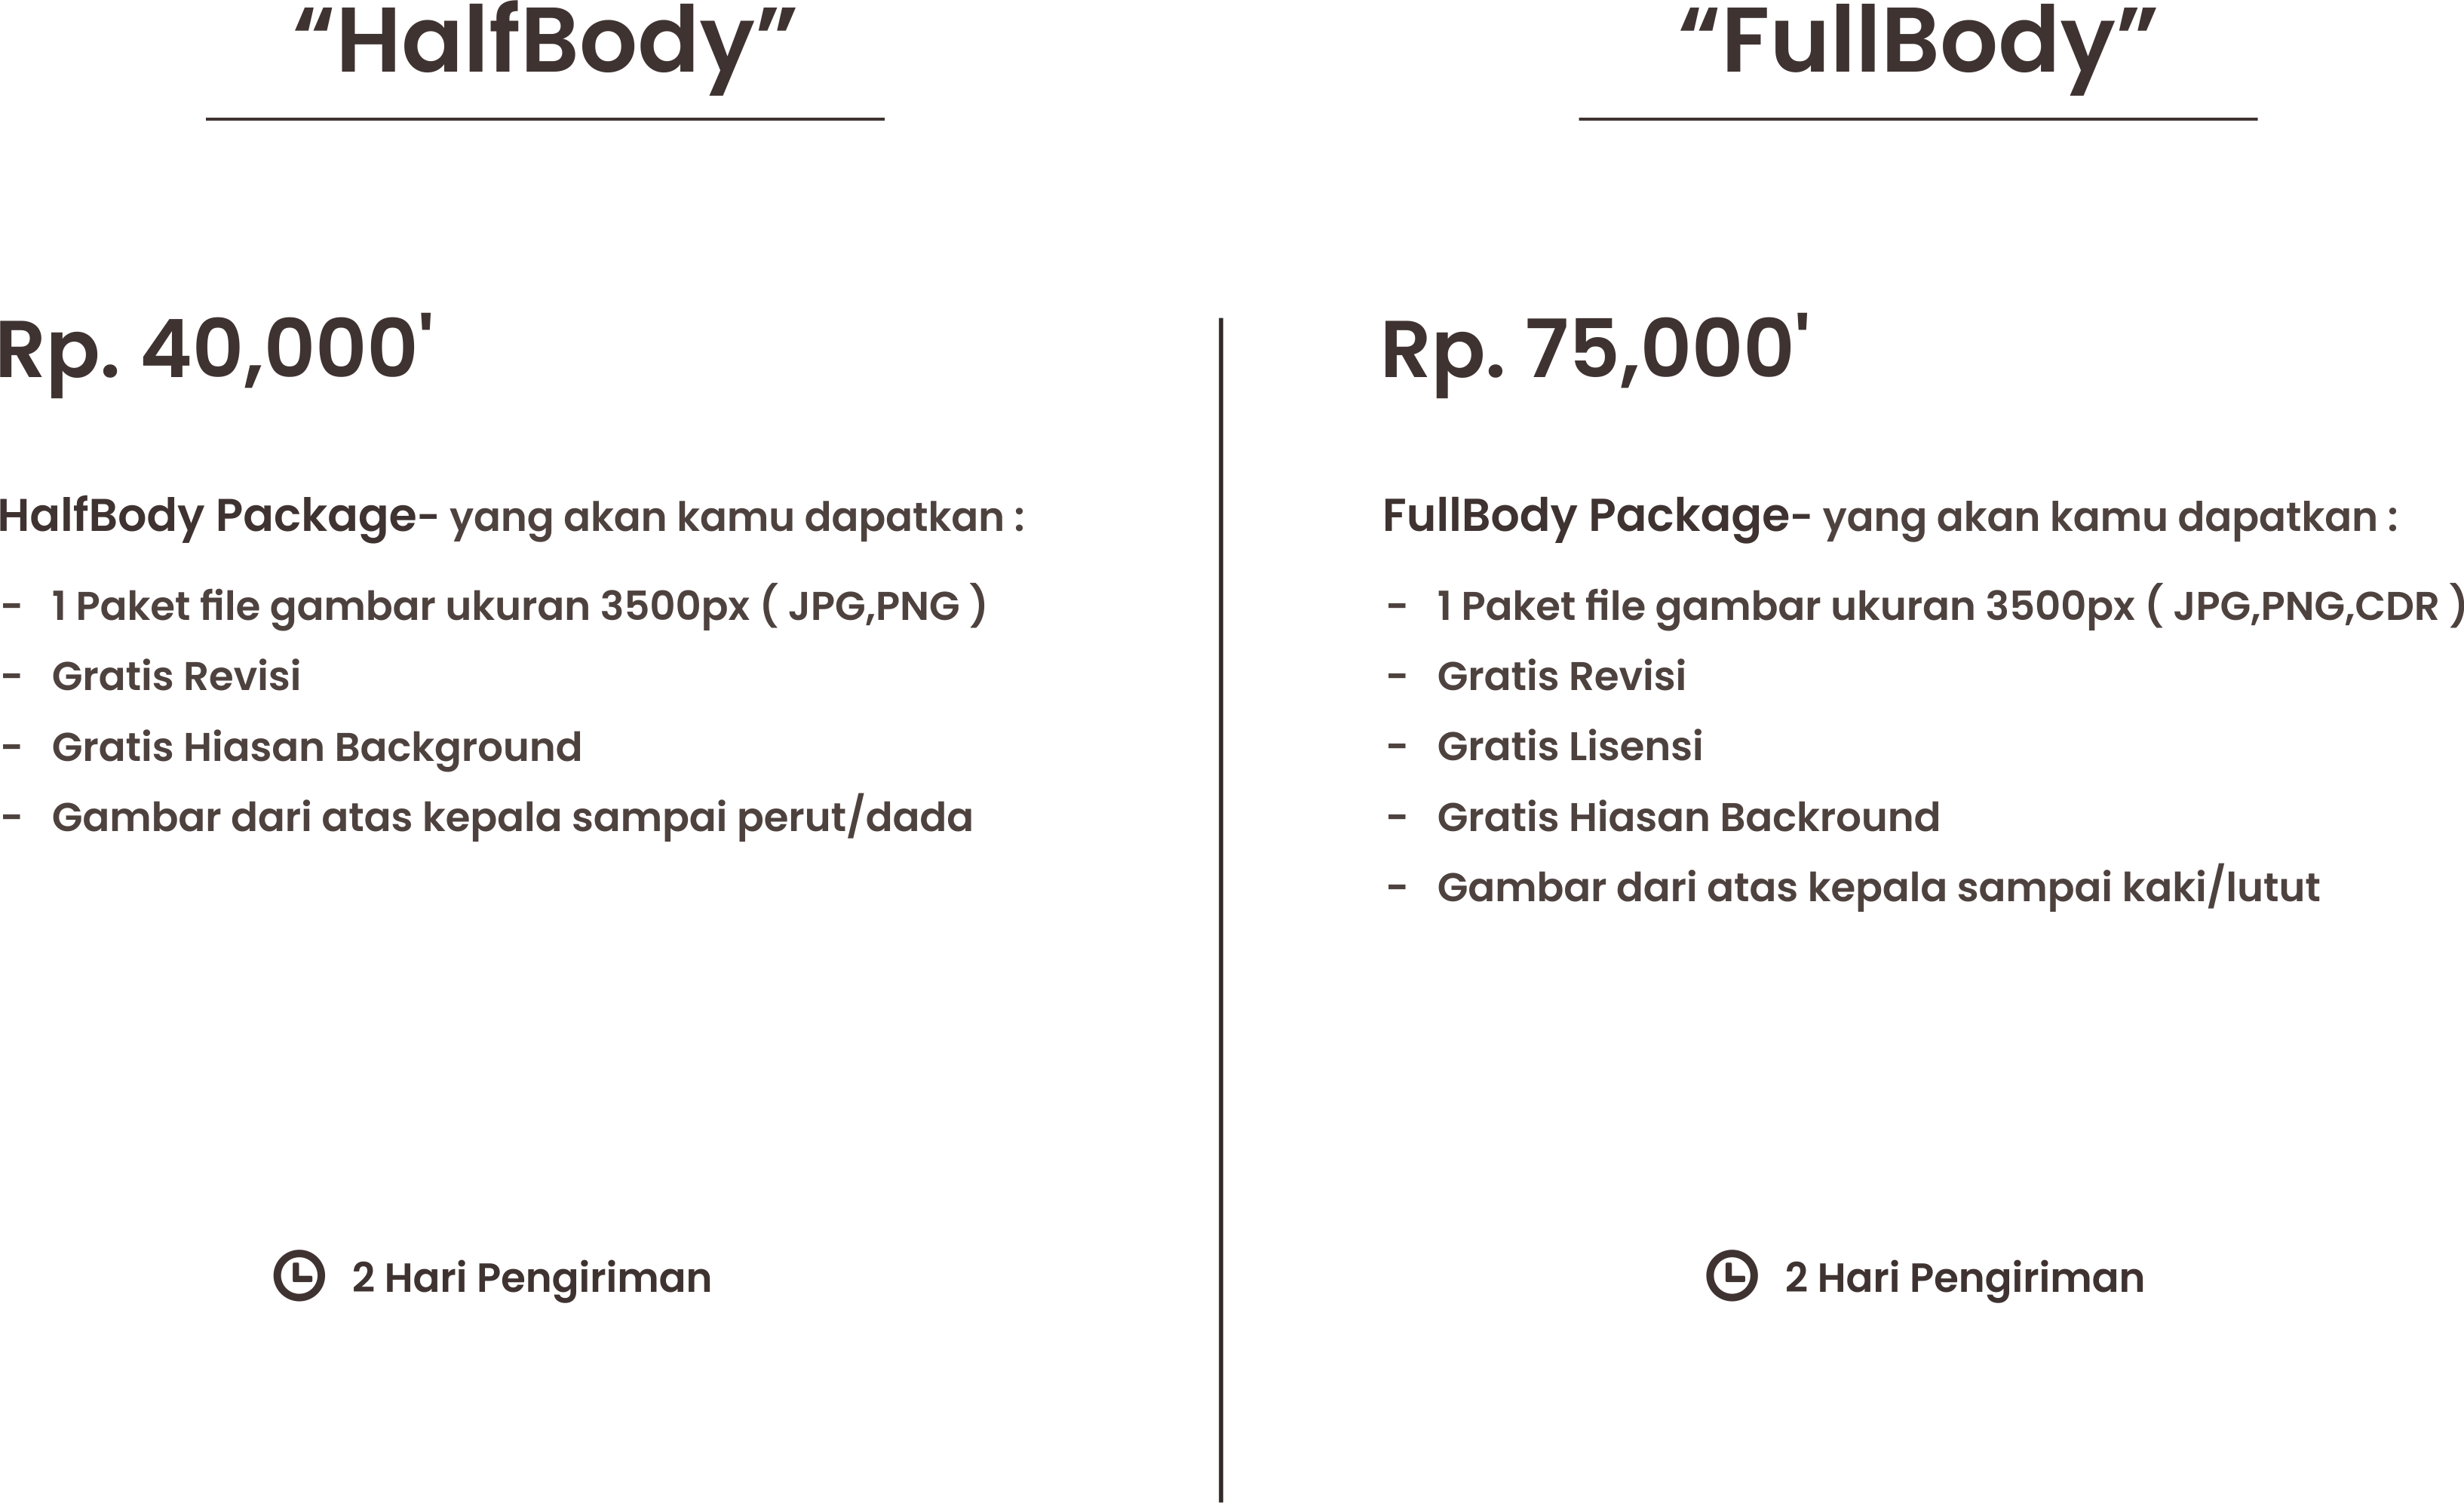 “HalfBody”
Rp. 40,000'
HalfBody Package- yang akan kamu dapatkan :
- 1 Paket file gambar ukuran 3500px ( JPG,PNG )
- Gratis Revisi
- Gratis Hiasan Background
- Gambar dari atas kepala sampai perut/dada
2 Hari Pengiriman
“FullBody”
Rp. 75,000'
FullBody Package- yang akan kamu dapatkan :
- 1 Paket file gambar ukuran 3500px ( JPG,PNG,CDR )
- Gratis Revisi
- Gratis Lisensi
- Gratis Hiasan Backround
- Gambar dari atas kepala sampai kaki/lutut
2 Hari Pengiriman